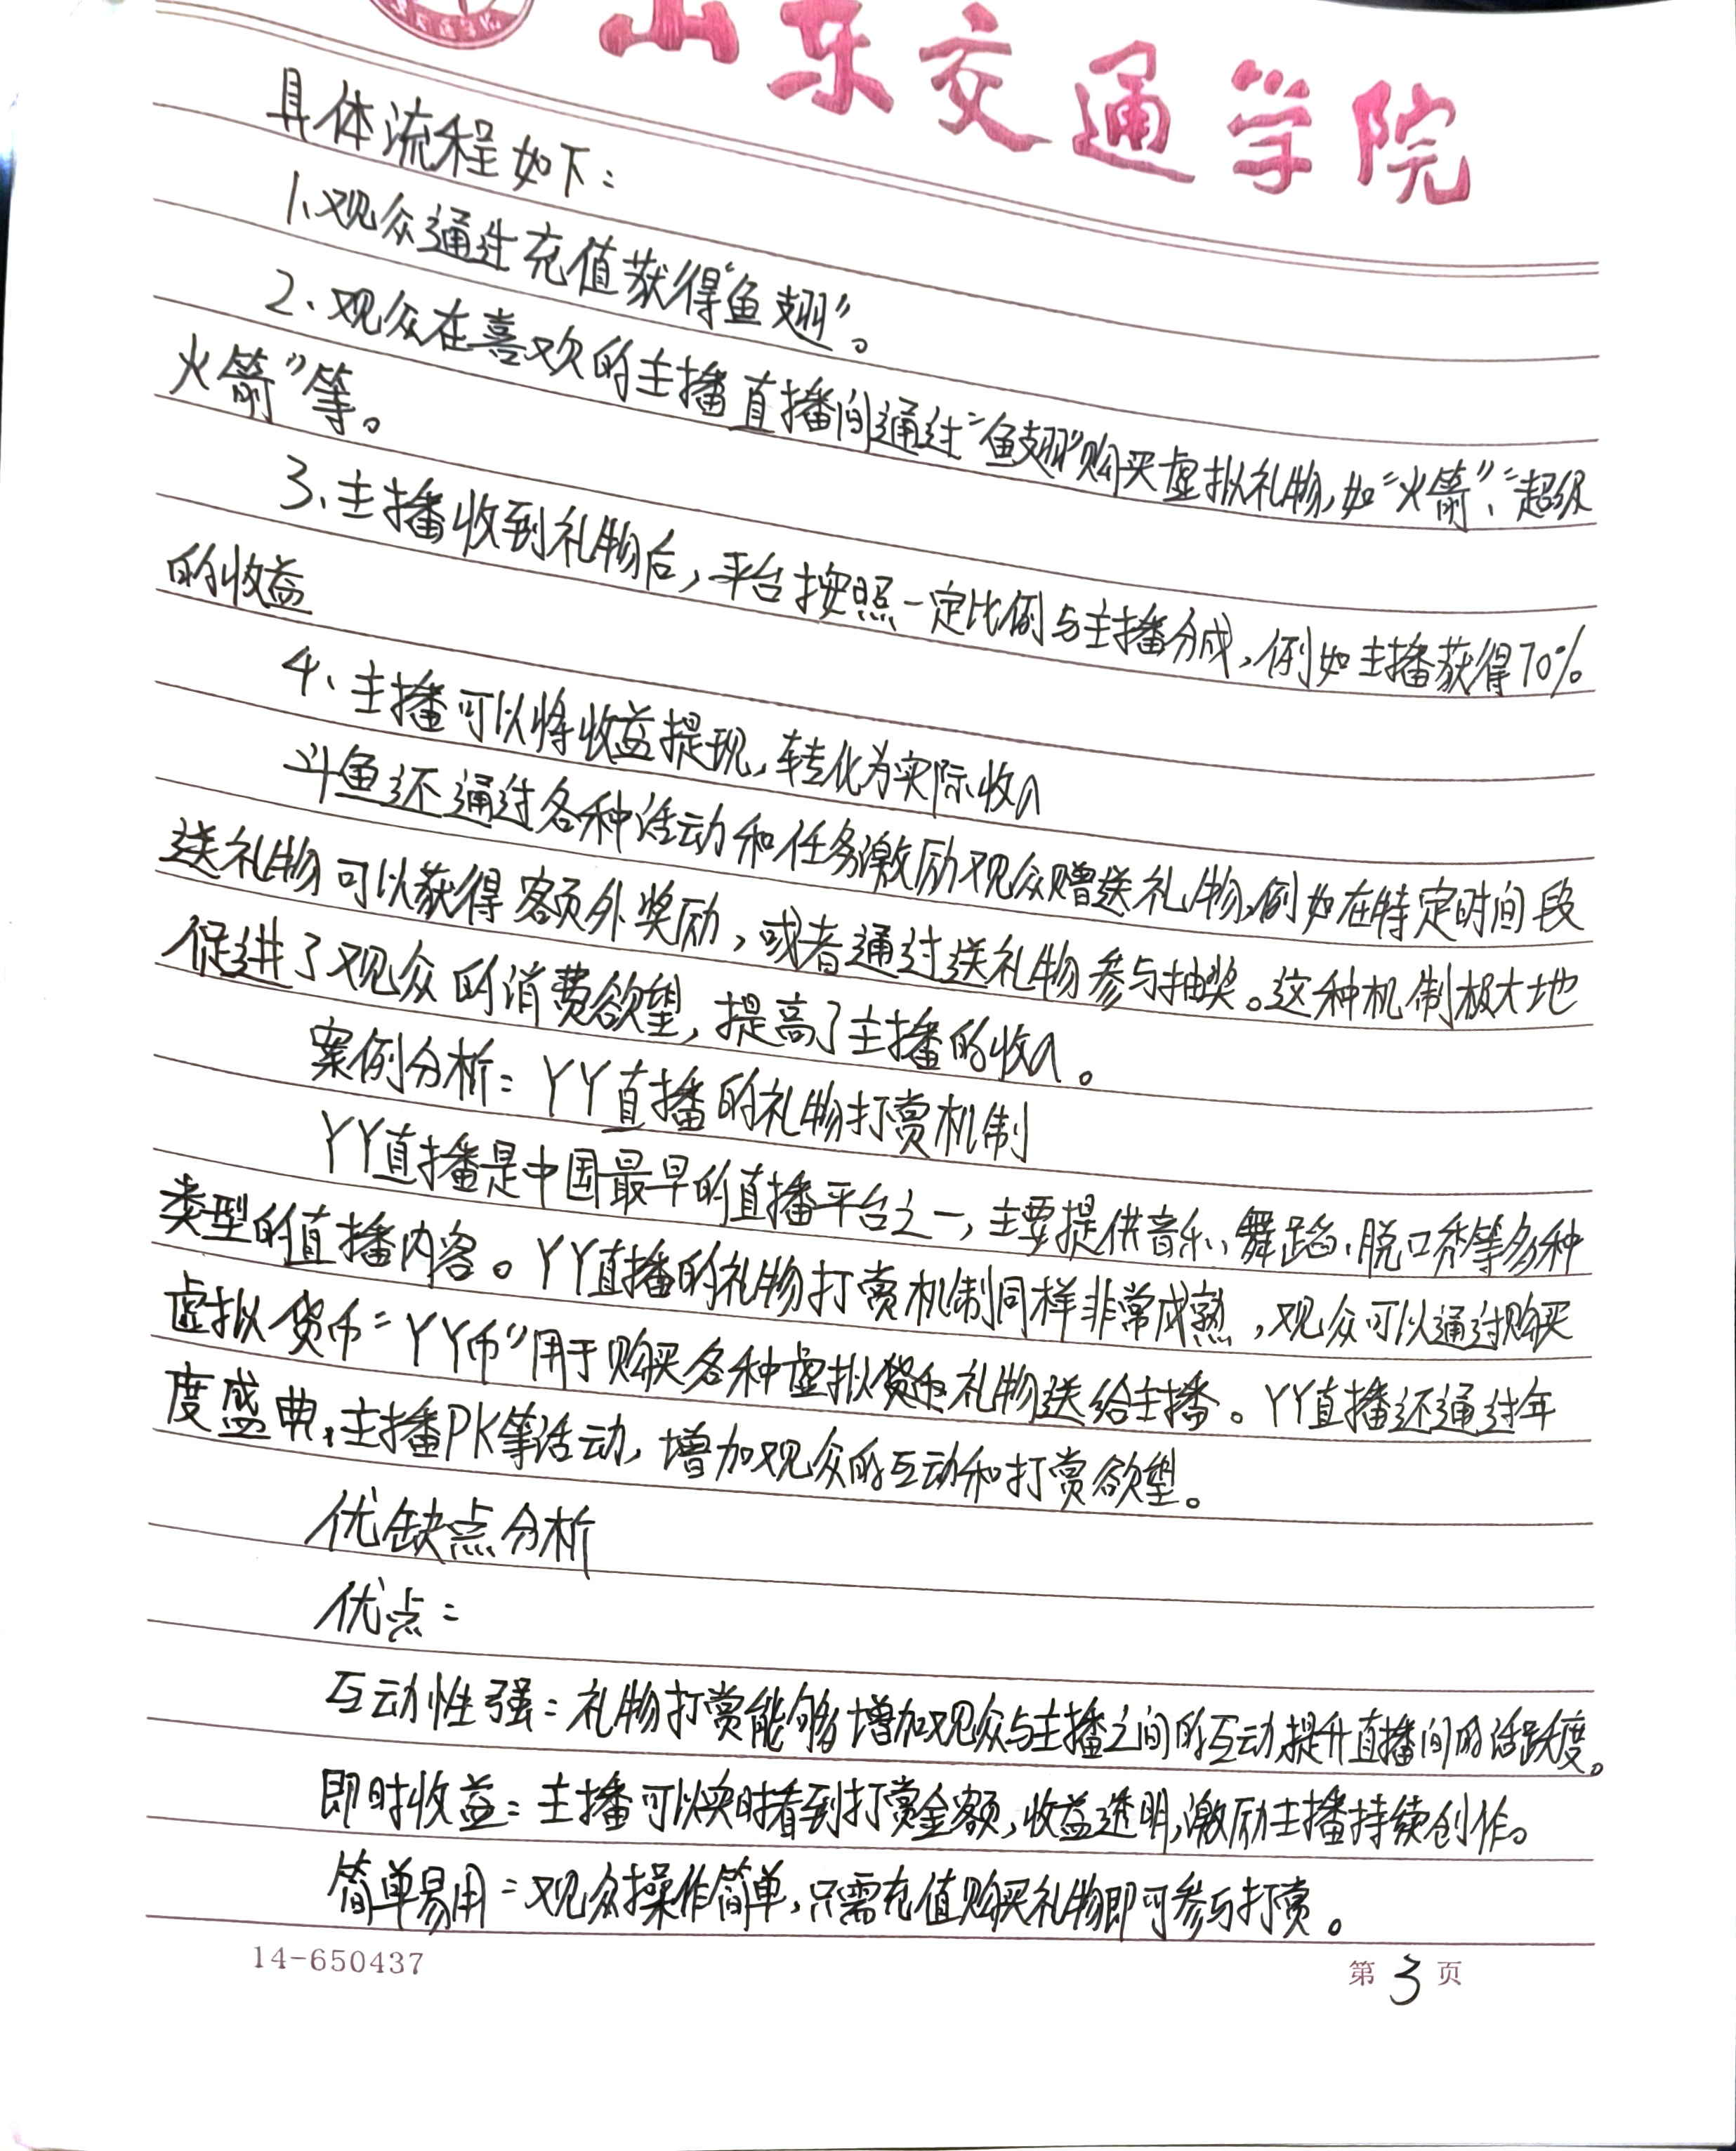 山东交通学院
具体流程如下:
1、观众通过充值获得“鱼翅”。
2、观众在喜欢的主播直播间通过“鱼翅”购买虚拟礼物,如“火箭”、“超级
火箭”等。
3、主播收到礼物后,平台按照一定比例与主播分成,例如主播获得70%
的收益
4、主播可以将收益提现,转化为实际收入
斗鱼还通过各种活动和任务激励观众赠送礼物,例如在特定时间段
送礼物可以获得额外奖励,或者通过送礼物参与抽奖。这种机制极大地
促进了观众的消费欲望,提高了主播的收入。
案例分析:YY直播的礼物打赏机制
YY直播是中国最早的直播平台之一,主要提供音乐、舞蹈、脱口秀等多种
类型的直播内容。YY直播的礼物打赏机制同样非常成熟,观众可以通过购买
虚拟货币“YY币”用于购买各种虚拟礼物送给主播。YY直播还通过年
度盛典、主播PK等活动,增加观众的互动和打赏欲望。
优缺点分析
优点:
互动性强:礼物打赏能够增加观众与主播之间的互动,提升直播间的活跃度。
即时收益:主播可以实时看到打赏金额,收益透明,激励主播持续创作。
简单易用:观众操作简单,只需充值购买礼物即可参与打赏。
14-650437
第3页